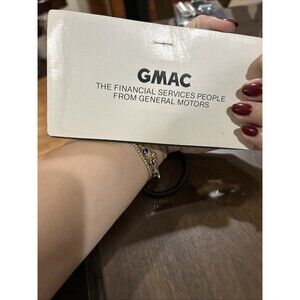 GMAC
THE FINANCIAL SERVICES PEOPLE
FROM GENERAL MOTORS